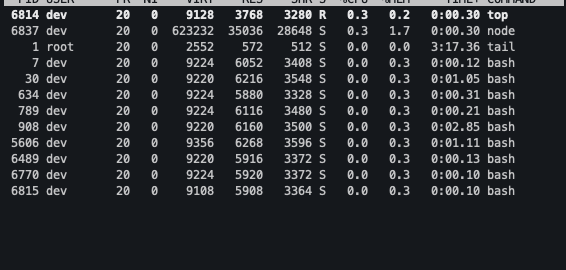 PID USER PR NI VIRT RES SHR S %CPU %MEM TIME+ COMMAND
6814 dev 20 0 9128 3768 3280 R 0.3 0.2 0:00.30 top
6837 dev 20 0 623232 35036 28648 S 0.3 1.7 0:00.30 node
1 root 20 0 2552 572 512 S 0.0 0.0 3:17.36 tail
7 dev 20 0 9224 6052 3408 S 0.0 0.3 0:00.12 bash
30 dev 20 0 9220 6216 3548 S 0.0 0.3 0:01.05 bash
634 dev 20 0 9224 5880 3328 S 0.0 0.3 0:00.31 bash
789 dev 20 0 9224 6116 3480 S 0.0 0.3 0:00.21 bash
908 dev 20 0 9220 6160 3500 S 0.0 0.3 0:02.85 bash
5606 dev 20 0 9356 6268 3596 S 0.0 0.3 0:01.11 bash
6489 dev 20 0 9220 5916 3372 S 0.0 0.3 0:00.13 bash
6770 dev 20 0 9224 5920 3372 S 0.0 0.3 0:00.10 bash
6815 dev 20 0 9108 5908 3364 S 0.0 0.3 0:00.10 bash